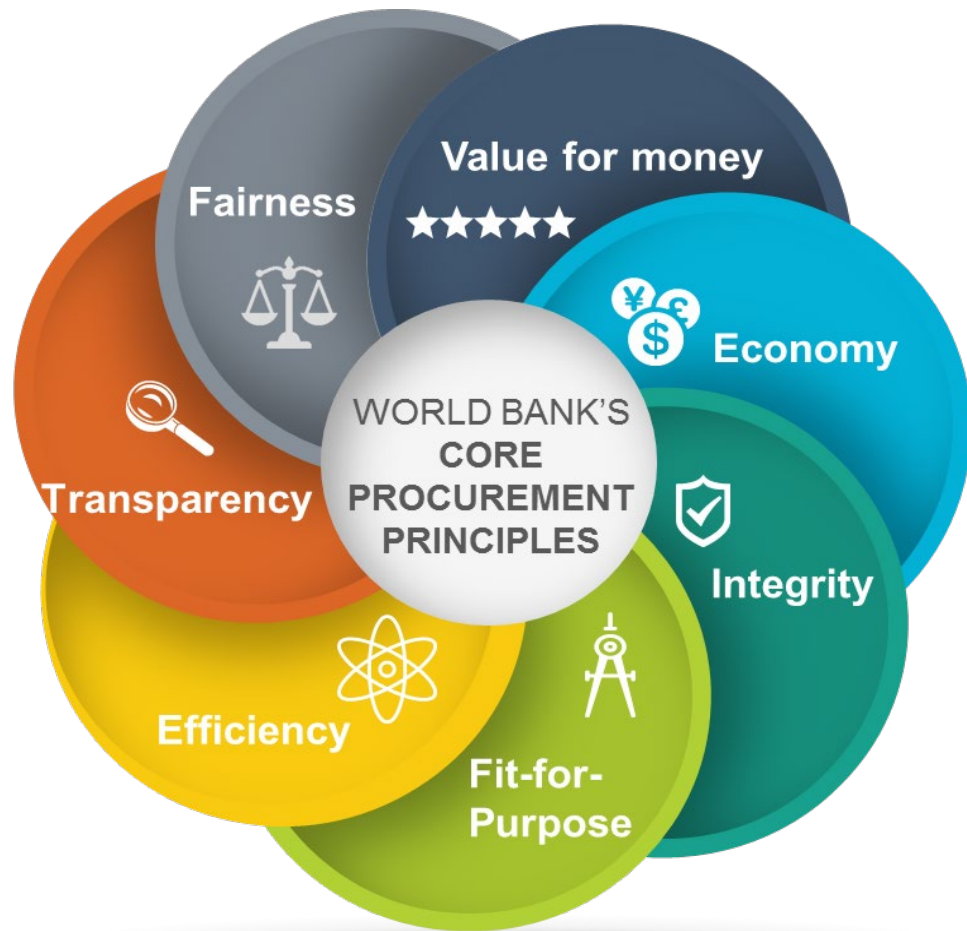 WORLD BANK'S
CORE
PROCUREMENT
PRINCIPLES
Value for money
Economy
¥
£
$
Integrity
Fit-for-
Purpose
Efficiency
Transparency
Fairness